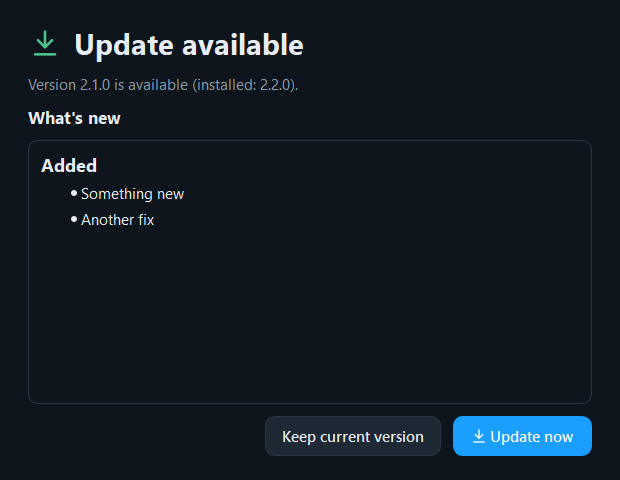 Update available
Version 2.1.0 is available (installed: 2.2.0).
What's new
Added
• Something new
• Another fix
Keep current version
Update now